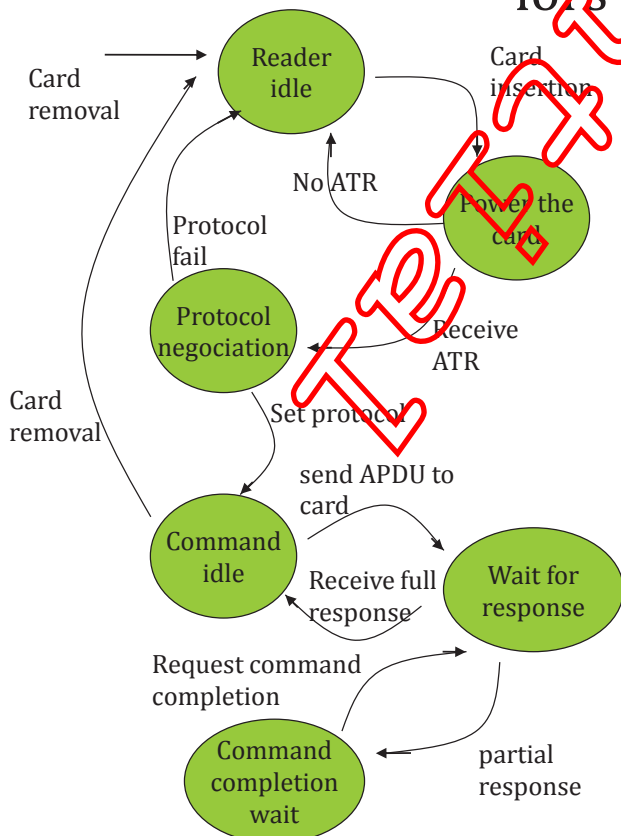 Reader
idle
Card
removal
Card
insertion
No ATR
Power the
card
Protocol
fail
Protocol
negociation
Receive
ATR
Card
removal
Set protocol
send APDU to
card
Command
idle
Receive full
response
Wait for
response
Request command
completion
Command
completion
wait
partial
response